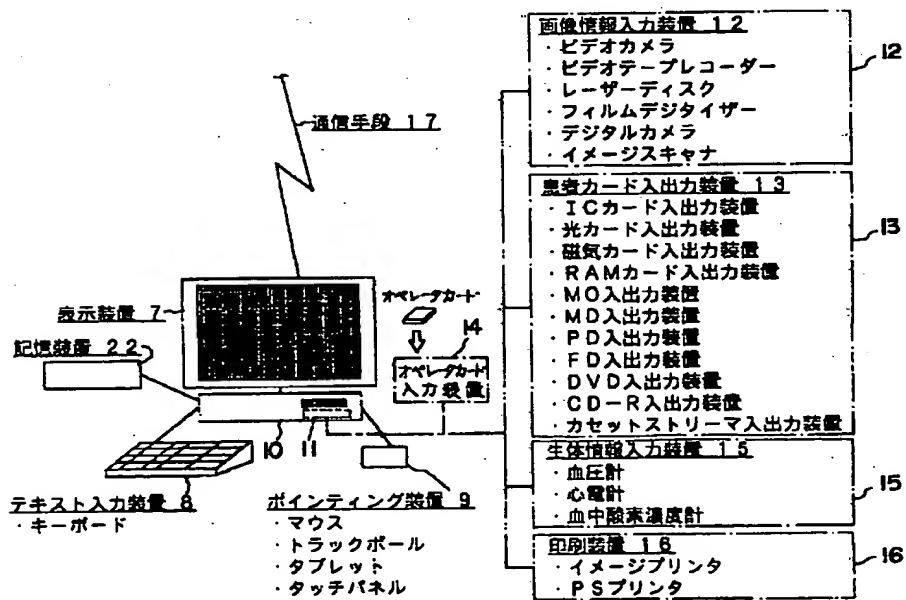 通信手段 17
表示装置 7
記憶装置 22
オペレータカード
14
オペレータカード
入力装置
10
11
テキスト入力装置 8
・キーボード
ポインティング装置 9
・マウス
・トラックボール
・タブレット
・タッチパネル
画像情報入力装置 12
・ビデオカメラ
・ビデオテープレコーダー
・レーザーディスク
・フィルムデジタイザー
・デジタルカメラ
・イメージスキャナ
12
患者カード入出力装置 13
・ICカード入出力装置
・光カード入出力装置
・磁気カード入出力装置
・RAMカード入出力装置
・MO入出力装置
・MD入出力装置
・PD入出力装置
・FD入出力装置
・DVD入出力装置
・CD-R入出力装置
・カセットストリーマ入出力装置
13
生体情報入力装置 15
・血圧計
・心電計
・血中酸素濃度計
15
印刷装置 16
・イメージプリンタ
・PSプリンタ
16